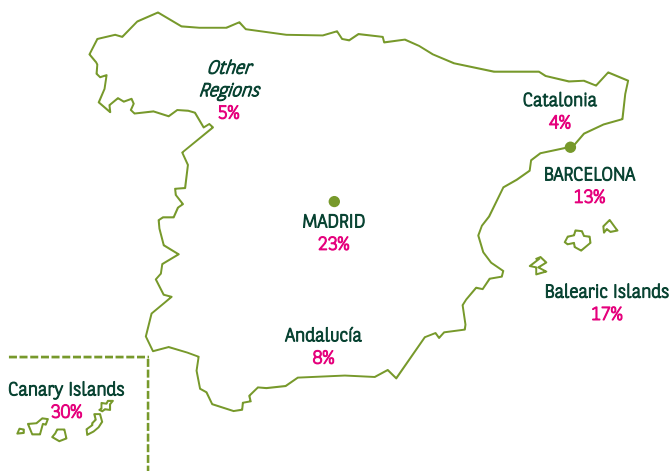 Other
Regions
5%
Catalonia
4%
BARCELONA
13%
MADRID
23%
Balearic Islands
17%
Andalucía
8%
Canary Islands
30%